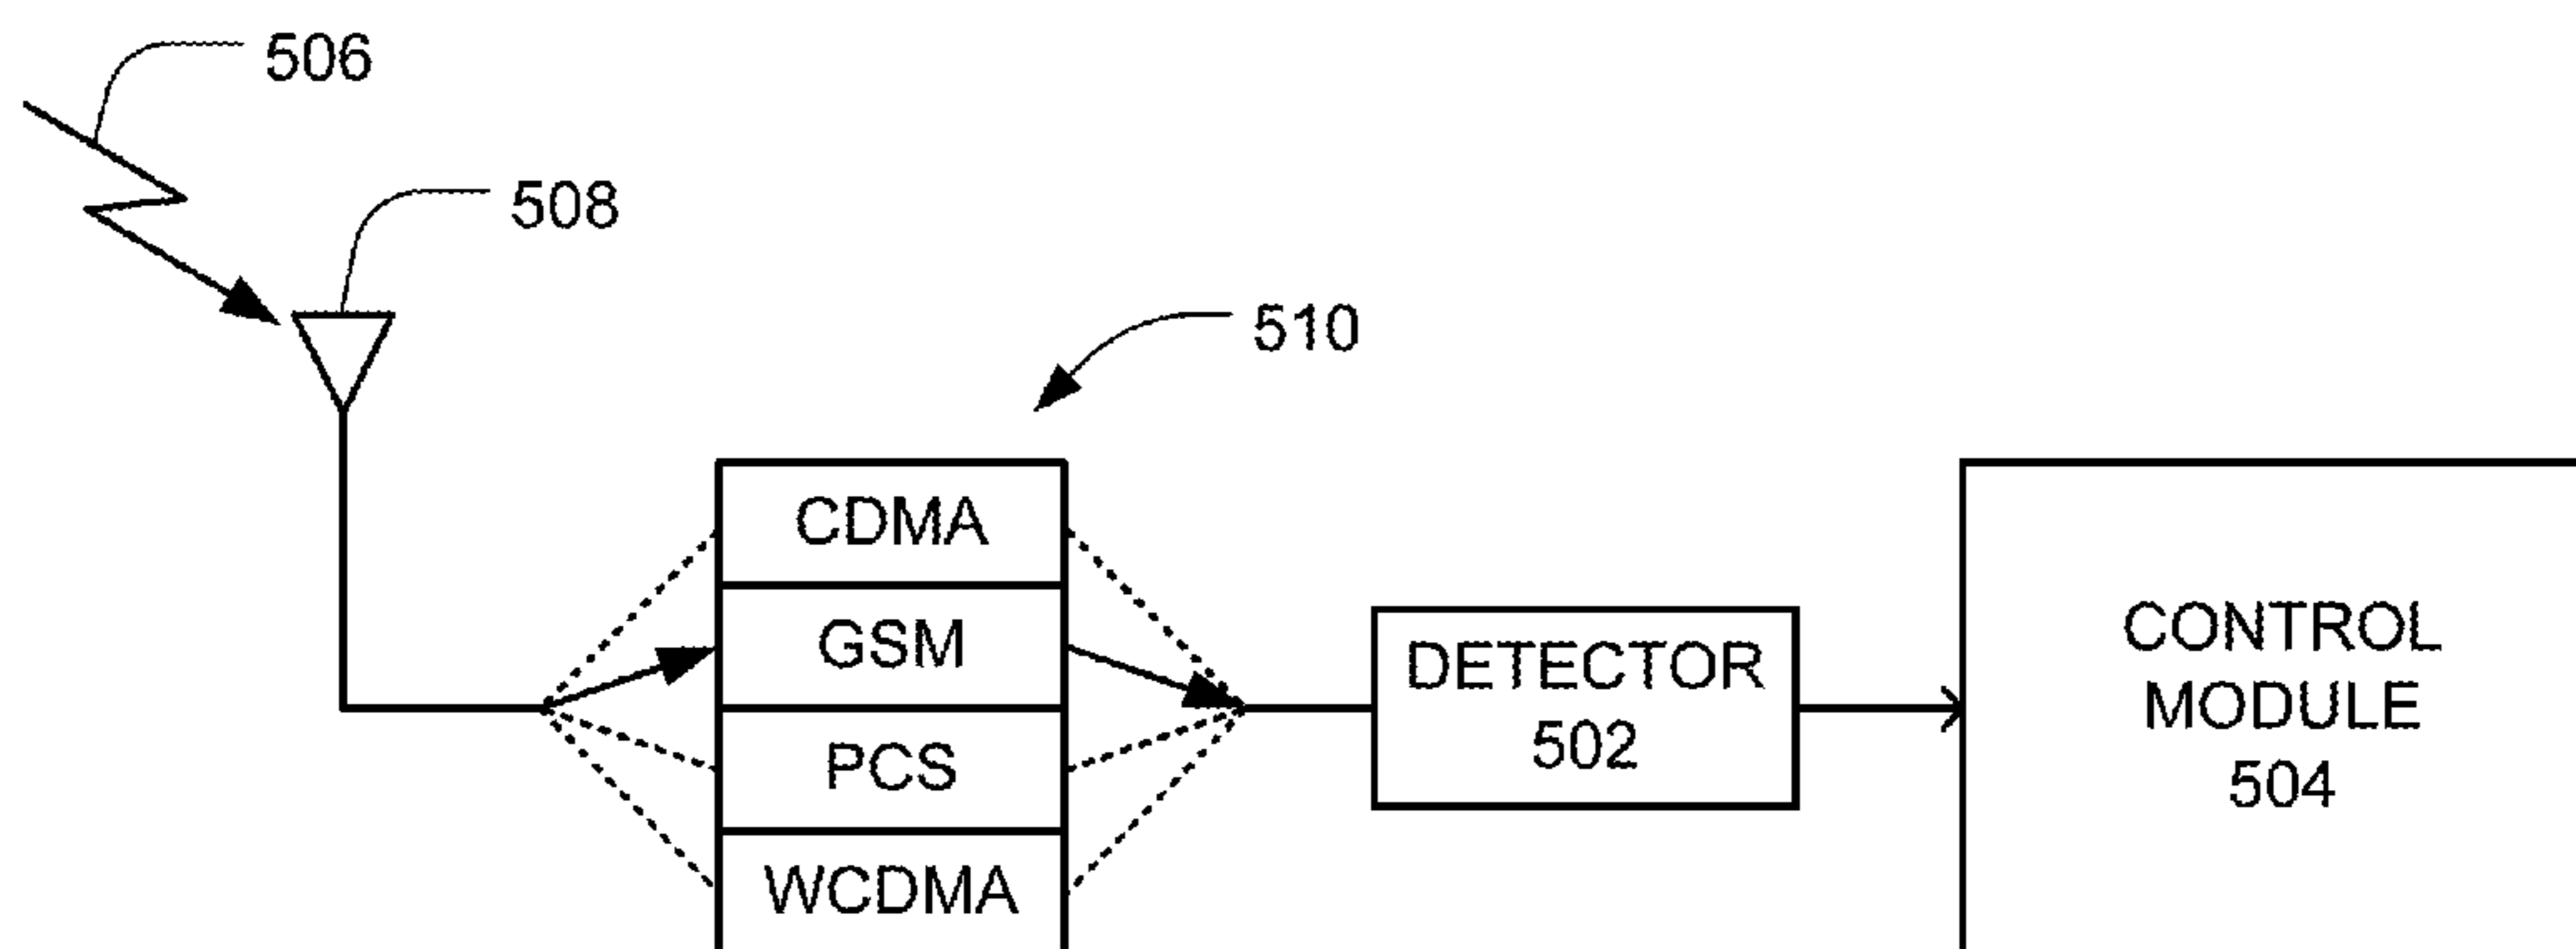 506
508
510
CDMA
GSM
PCS
WCDMA
DETECTOR
502
CONTROL
MODULE
504